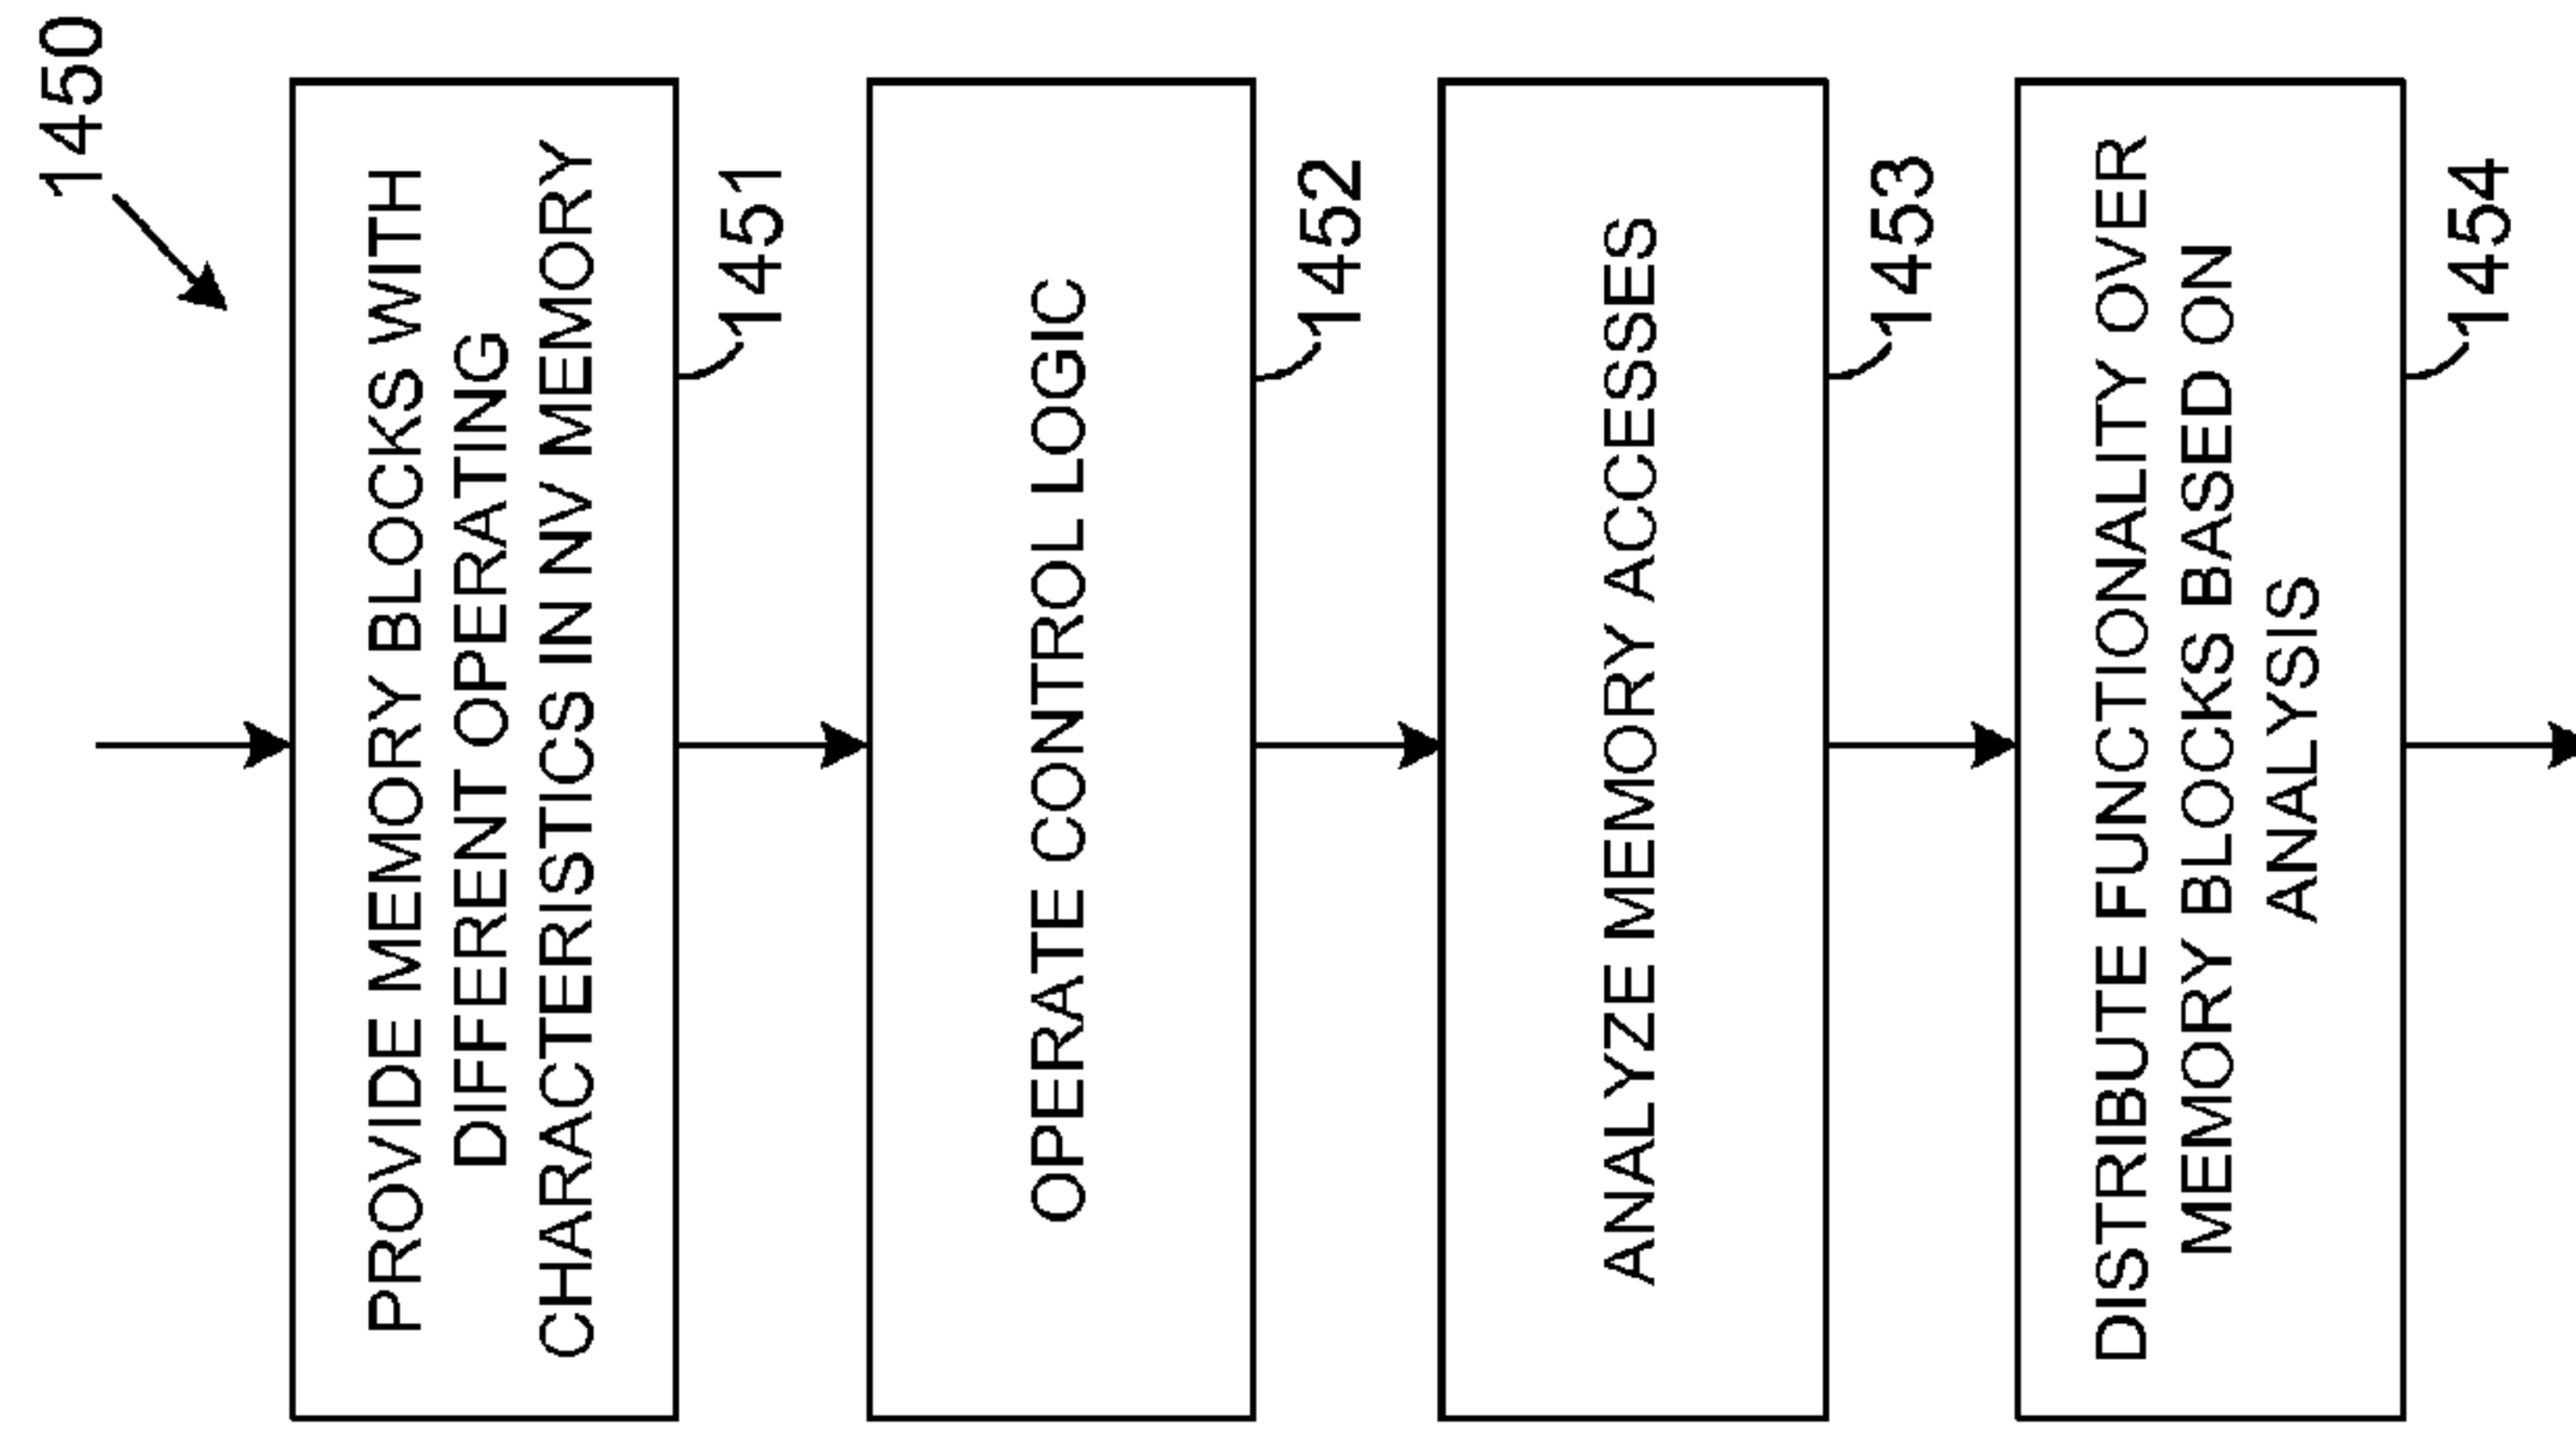 1450
PROVIDE MEMORY BLOCKS WITH
DIFFERENT OPERATING
CHARACTERISTICS IN NV MEMORY
1451
OPERATE CONTROL LOGIC
1452
ANALYZE MEMORY ACCESSES
1453
DISTRIBUTE FUNCTIONALITY OVER
MEMORY BLOCKS BASED ON
ANALYSIS
1454